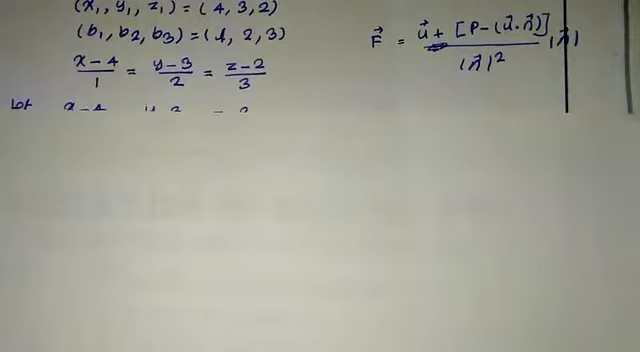 (x₁, y₁, z₁) = (4, 3, 2)
(b₁, b₂, b₃) = (1, 2, 3)
x-4/1 = y-3/2 = z-2/3
let
F⃗ = u⃗ + [P-(u⃗·n⃗)]/|n⃗|² |n⃗|